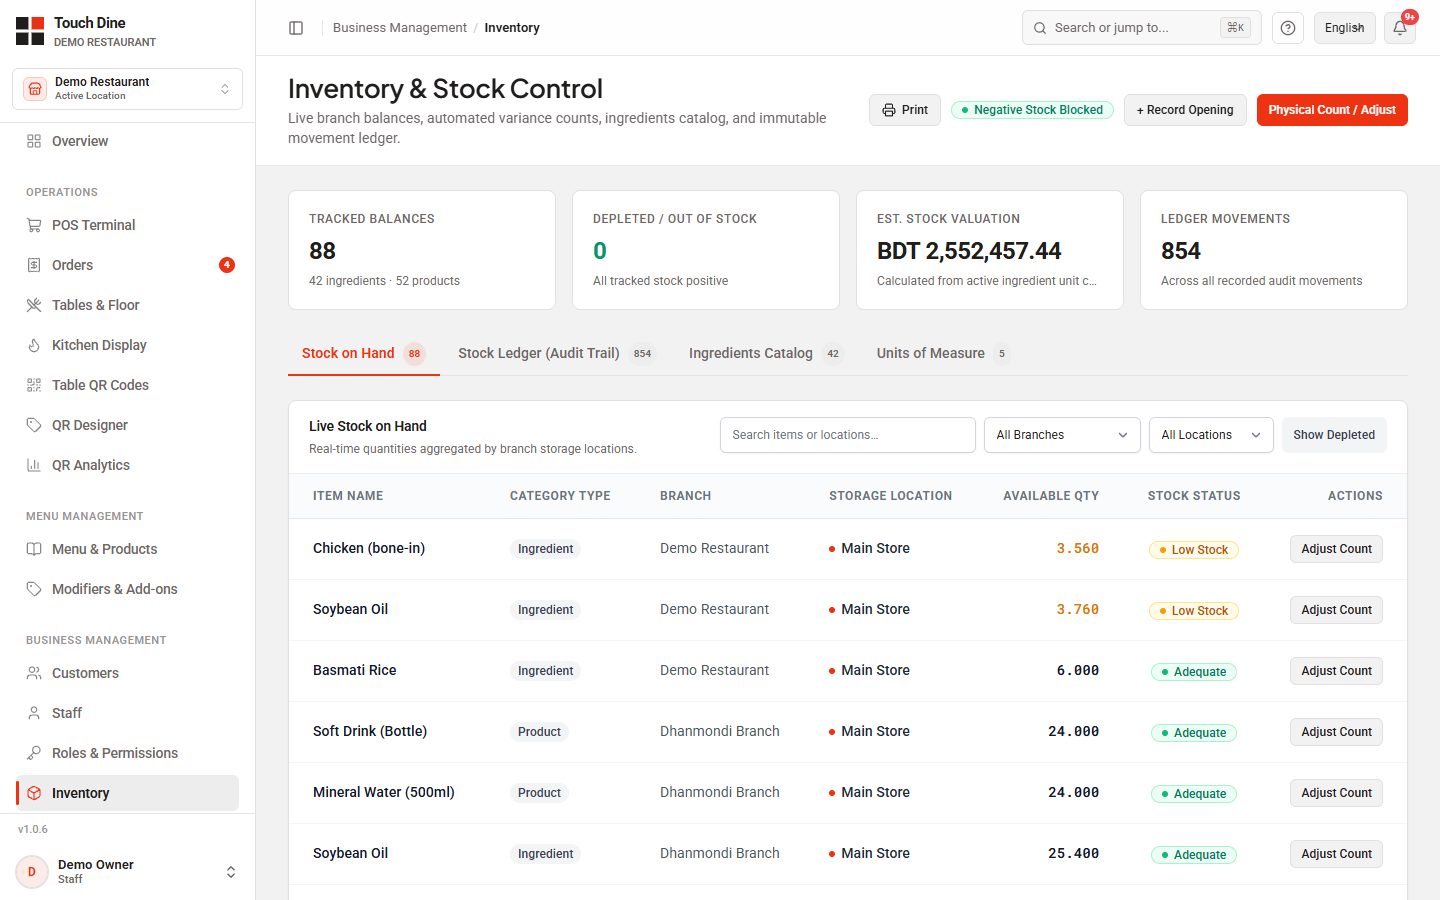 Touch Dine
DEMO RESTAURANT
Demo Restaurant
Active Location
Overview
OPERATIONS
POS Terminal
Orders 4
Tables & Floor
Kitchen Display
Table QR Codes
QR Designer
QR Analytics
MENU MANAGEMENT
Menu & Products
Modifiers & Add-ons
BUSINESS MANAGEMENT
Customers
Staff
Roles & Permissions
Inventory
v1.0.6
D Demo Owner
Staff
Business Management / Inventory
Search or jump to... ⌘K
English
9+
Inventory & Stock Control
Live branch balances, automated variance counts, ingredients catalog, and immutable
movement ledger.
Print
Negative Stock Blocked
+ Record Opening
Physical Count / Adjust
TRACKED BALANCES
88
42 ingredients · 52 products
DEPLETED / OUT OF STOCK
0
All tracked stock positive
EST. STOCK VALUATION
BDT 2,552,457.44
Calculated from active ingredient unit c...
LEDGER MOVEMENTS
854
Across all recorded audit movements
Stock on Hand 88
Stock Ledger (Audit Trail) 854
Ingredients Catalog 42
Units of Measure 5
Live Stock on Hand
Real-time quantities aggregated by branch storage locations.
Search items or locations...
All Branches
All Locations
Show Depleted
ITEM NAME CATEGORY TYPE BRANCH STORAGE LOCATION AVAILABLE QTY STOCK STATUS ACTIONS
Chicken (bone-in) Ingredient Demo Restaurant Main Store 3.560 Low Stock Adjust Count
Soybean Oil Ingredient Demo Restaurant Main Store 3.760 Low Stock Adjust Count
Basmati Rice Ingredient Demo Restaurant Main Store 6.000 Adequate Adjust Count
Soft Drink (Bottle) Product Dhanmondi Branch Main Store 24.000 Adequate Adjust Count
Mineral Water (500ml) Product Dhanmondi Branch Main Store 24.000 Adequate Adjust Count
Soybean Oil Ingredient Dhanmondi Branch Main Store 25.400 Adequate Adjust Count